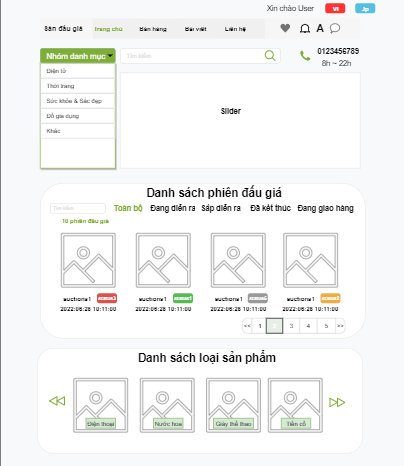 Xin chào User Vi Jp
Sàn đấu giá Trang chủ Bán hàng Bài viết Liên hệ A
Nhóm danh mục Tìm kiếm 0123456789
8h ~ 22h
Điện tử
Thời trang
Sức khỏe & Sắc đẹp
Đồ gia dụng
Khác
Slider
Danh sách phiên đấu giá
Tìm kiếm Toàn bộ Đang diễn ra Sắp diễn ra Đã kết thúc Đang giao hàng
10 phiên đấu giá
auctions1 auctions1 auctions1 auctions1
2022:06:28 10:11:00 2022:06:28 10:11:00 2022:06:28 10:11:00 2022:06:28 10:11:00
<< 1 2 3 4 5 >>
Danh sách loại sản phẩm
Điện thoại Nước hoa Giày thể thao Tiền cổ